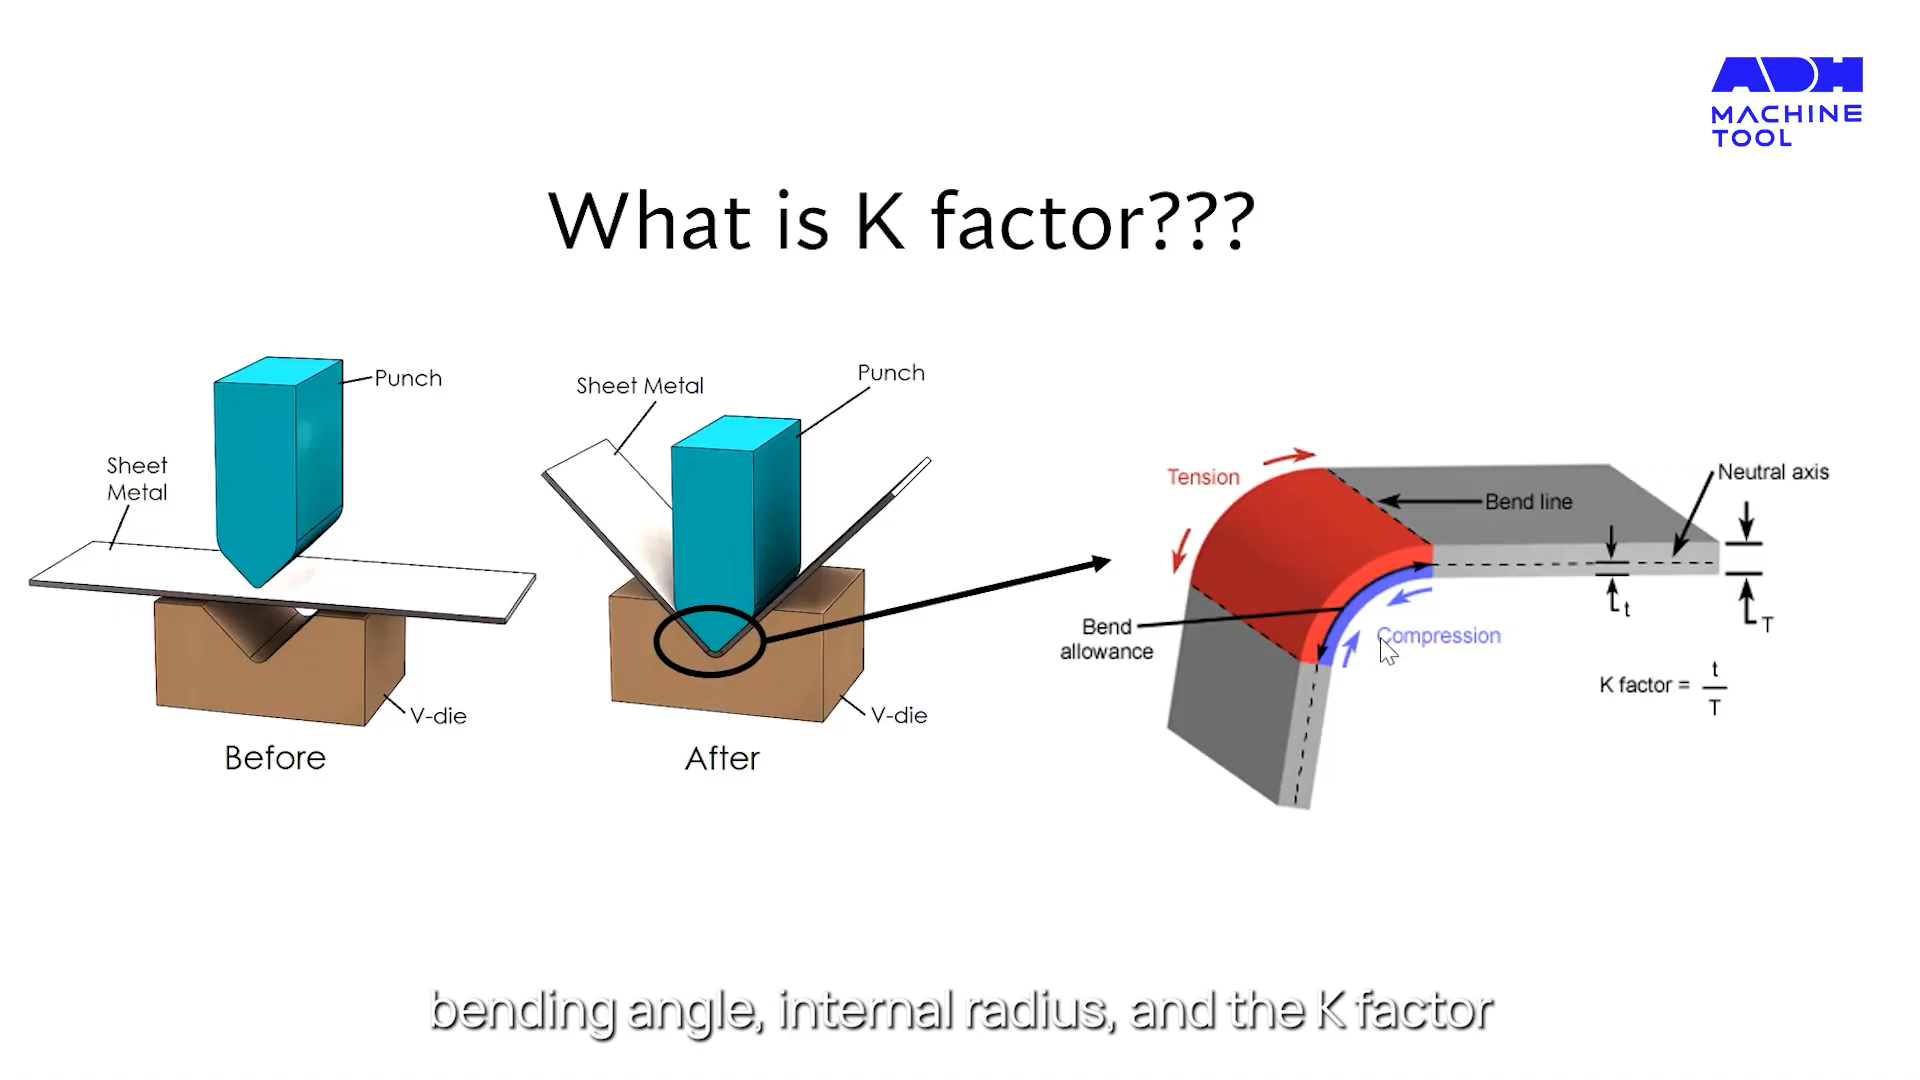 ADH
MACHINE
TOOL
What is K factor???
Punch
Sheet
Metal
V-die
Before
Sheet Metal
Punch
V-die
After
Tension
Bend line
Neutral axis
Bend
allowance
Compression
t
T
K factor = t
T
bending angle, internal radius, and the K factor